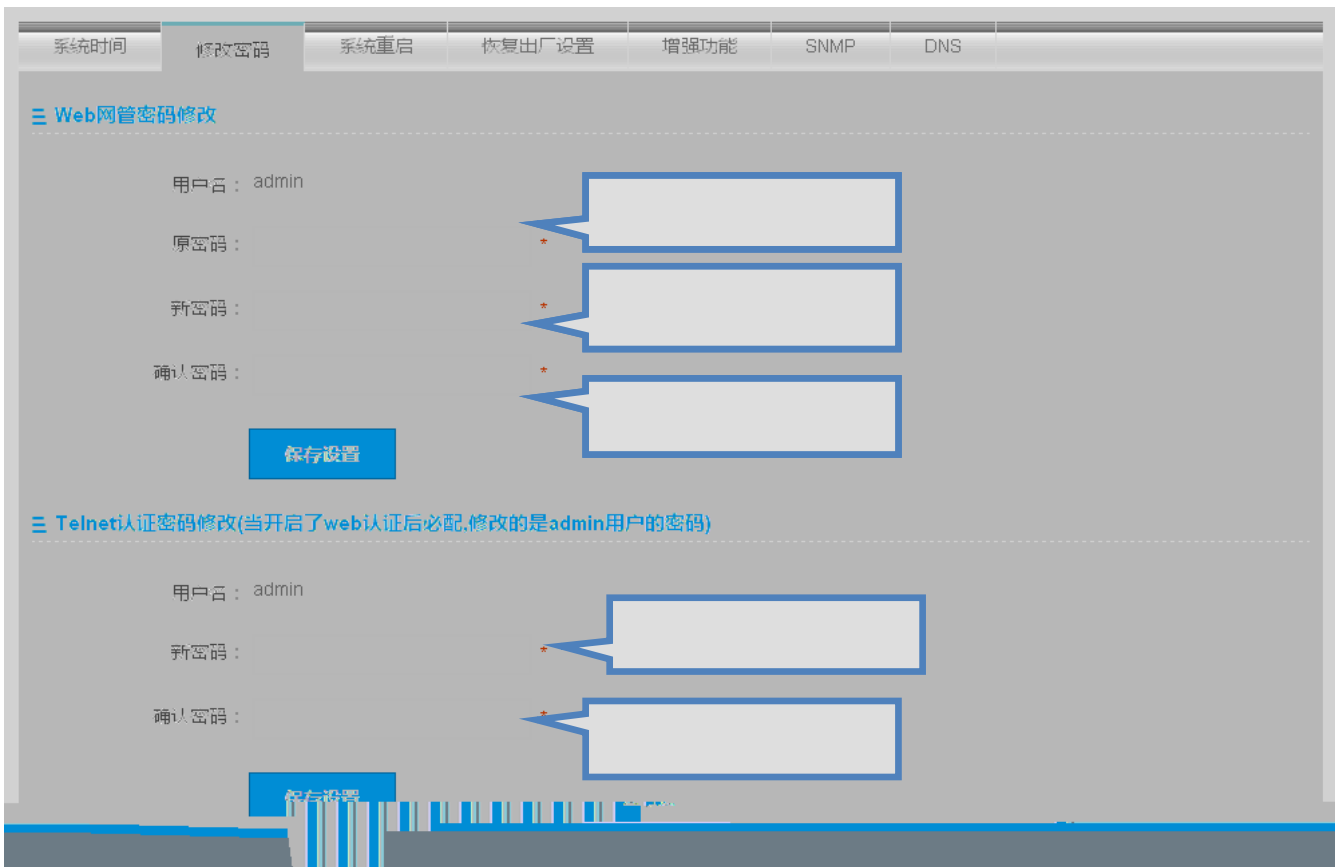 系统时间 修改密码 系统重启 恢复出厂设置 增强功能 SNMP DNS
Web网管密码修改
用户名： admin
原密码： *
新密码： *
确认密码： *
保存设置
Telnet认证密码修改(当开启了web认证后必配,修改的是admin用户的密码)
用户名： admin
新密码： *
确认密码： *
保存设置